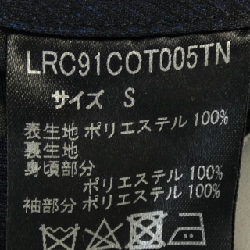 LRC91COT005TN
サイズ S
表生地 ポリエステル 100%
裏生地
身頃部分
ポリエステル 100%
袖部分 ポリエステル 100%